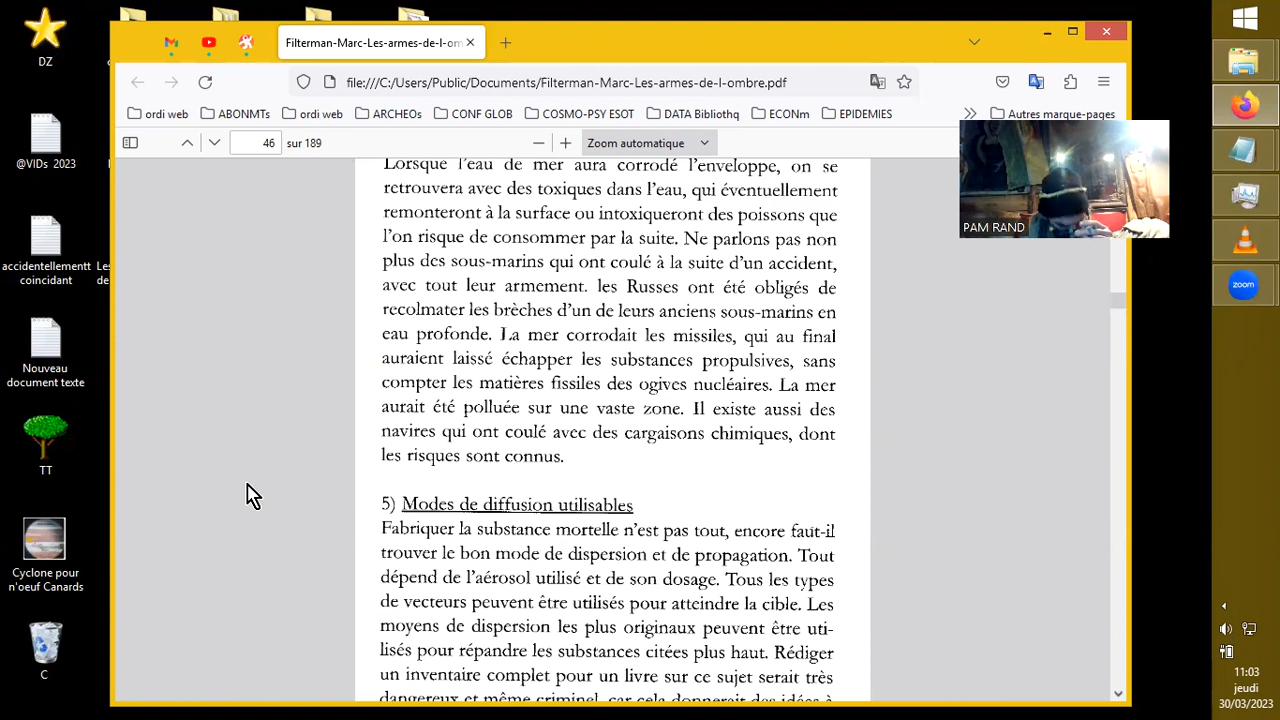 DZ
@VIDs 2023
accidentellementt
coincidant
Nouveau
document texte
TT
Cyclone pour
n'oeuf Canards
C
Filterman-Marc-Les-armes-de-l-om
file:///C:/Users/Public/Documents/Filterman-Marc-Les-armes-de-l-ombre.pdf
ordi web
ABONMTs
ordi web
ARCHEOs
CONF GLOB
COSMO-PSY ESOT
DATA Bibliothq
ECONm
EPIDEMIES
Autres marque-pages
46 sur 189
Zoom automatique
Lorsque l'eau de mer aura corrodé l'enveloppe, on se
retrouvera avec des toxiques dans l'eau, qui éventuellement
remonteront à la surface ou intoxiqueront des poissons que
l'on risque de consommer par la suite. Ne parlons pas non
plus des sous-marins qui ont coulé à la suite d'un accident,
avec tout leur armement. les Russes ont été obligés de
recolmater les brèches d'un de leurs anciens sous-marins en
eau profonde. La mer corrodait les missiles, qui au final
auraient laissé échapper les substances propulsives, sans
compter les matières fissiles des ogives nucléaires. La mer
aurait été polluée sur une vaste zone. Il existe aussi des
navires qui ont coulé avec des cargaisons chimiques, dont
les risques sont connus.
5) Modes de diffusion utilisables
Fabriquer la substance mortelle n'est pas tout, encore faut-il
trouver le bon mode de dispersion et de propagation. Tout
dépend de l'aérosol utilisé et de son dosage. Tous les types
de vecteurs peuvent être utilisés pour atteindre la cible. Les
moyens de dispersion les plus originaux peuvent être uti-
lisés pour répandre les substances citées plus haut. Rédiger
un inventaire complet pour un livre sur ce sujet serait très
dangereux et même criminel, car cela donnerait des idées à
PAM RAND
zoom
11:03
jeudi
30/03/2023